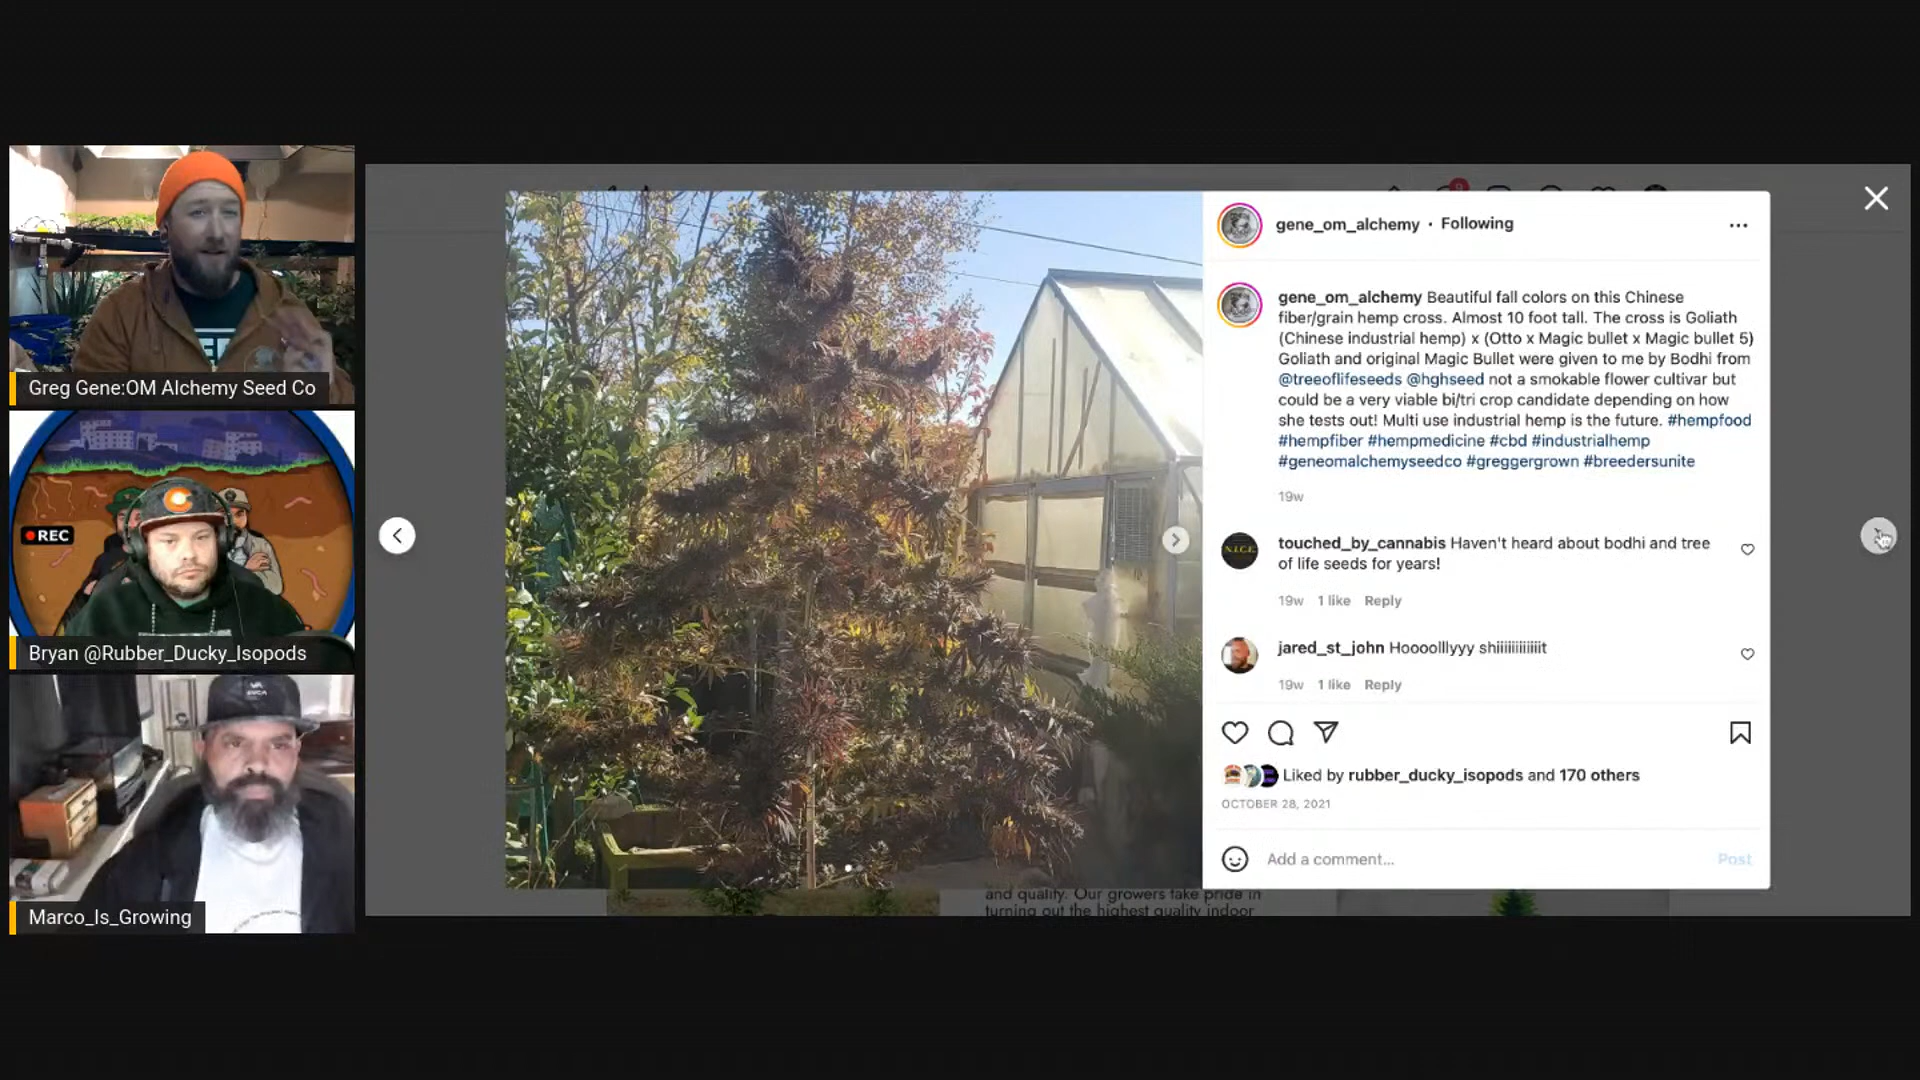 Greg Gene:OM Alchemy Seed Co
REC
Bryan @Rubber_Ducky_Isopods
RVCA
Marco_Is_Growing
9
gene_om_alchemy • Following
gene_om_alchemy Beautiful fall colors on this Chinese
fiber/grain hemp cross. Almost 10 foot tall. The cross is Goliath
(Chinese industrial hemp) x (Otto x Magic bullet x Magic bullet 5)
Goliath and original Magic Bullet were given to me by Bodhi from
@treeoflifeseeds @hghseed not a smokable flower cultivar but
could be a very viable bi/tri crop candidate depending on how
she tests out! Multi use industrial hemp is the future. #hempfood
#hempfiber #hempmedicine #cbd #industrialhemp
#geneomalchemyseedco #greggergrown #breedersunite
19w
N.I.C.E.
touched_by_cannabis Haven't heard about bodhi and tree
of life seeds for years!
19w 1 like Reply
jared_st_john Hoooolllyyy shiiiiiiiiiiit
19w 1 like Reply
Liked by rubber_ducky_isopods and 170 others
OCTOBER 28, 2021
Add a comment... Post
and quality. Our growers take pride in
turning out the highest quality indoor